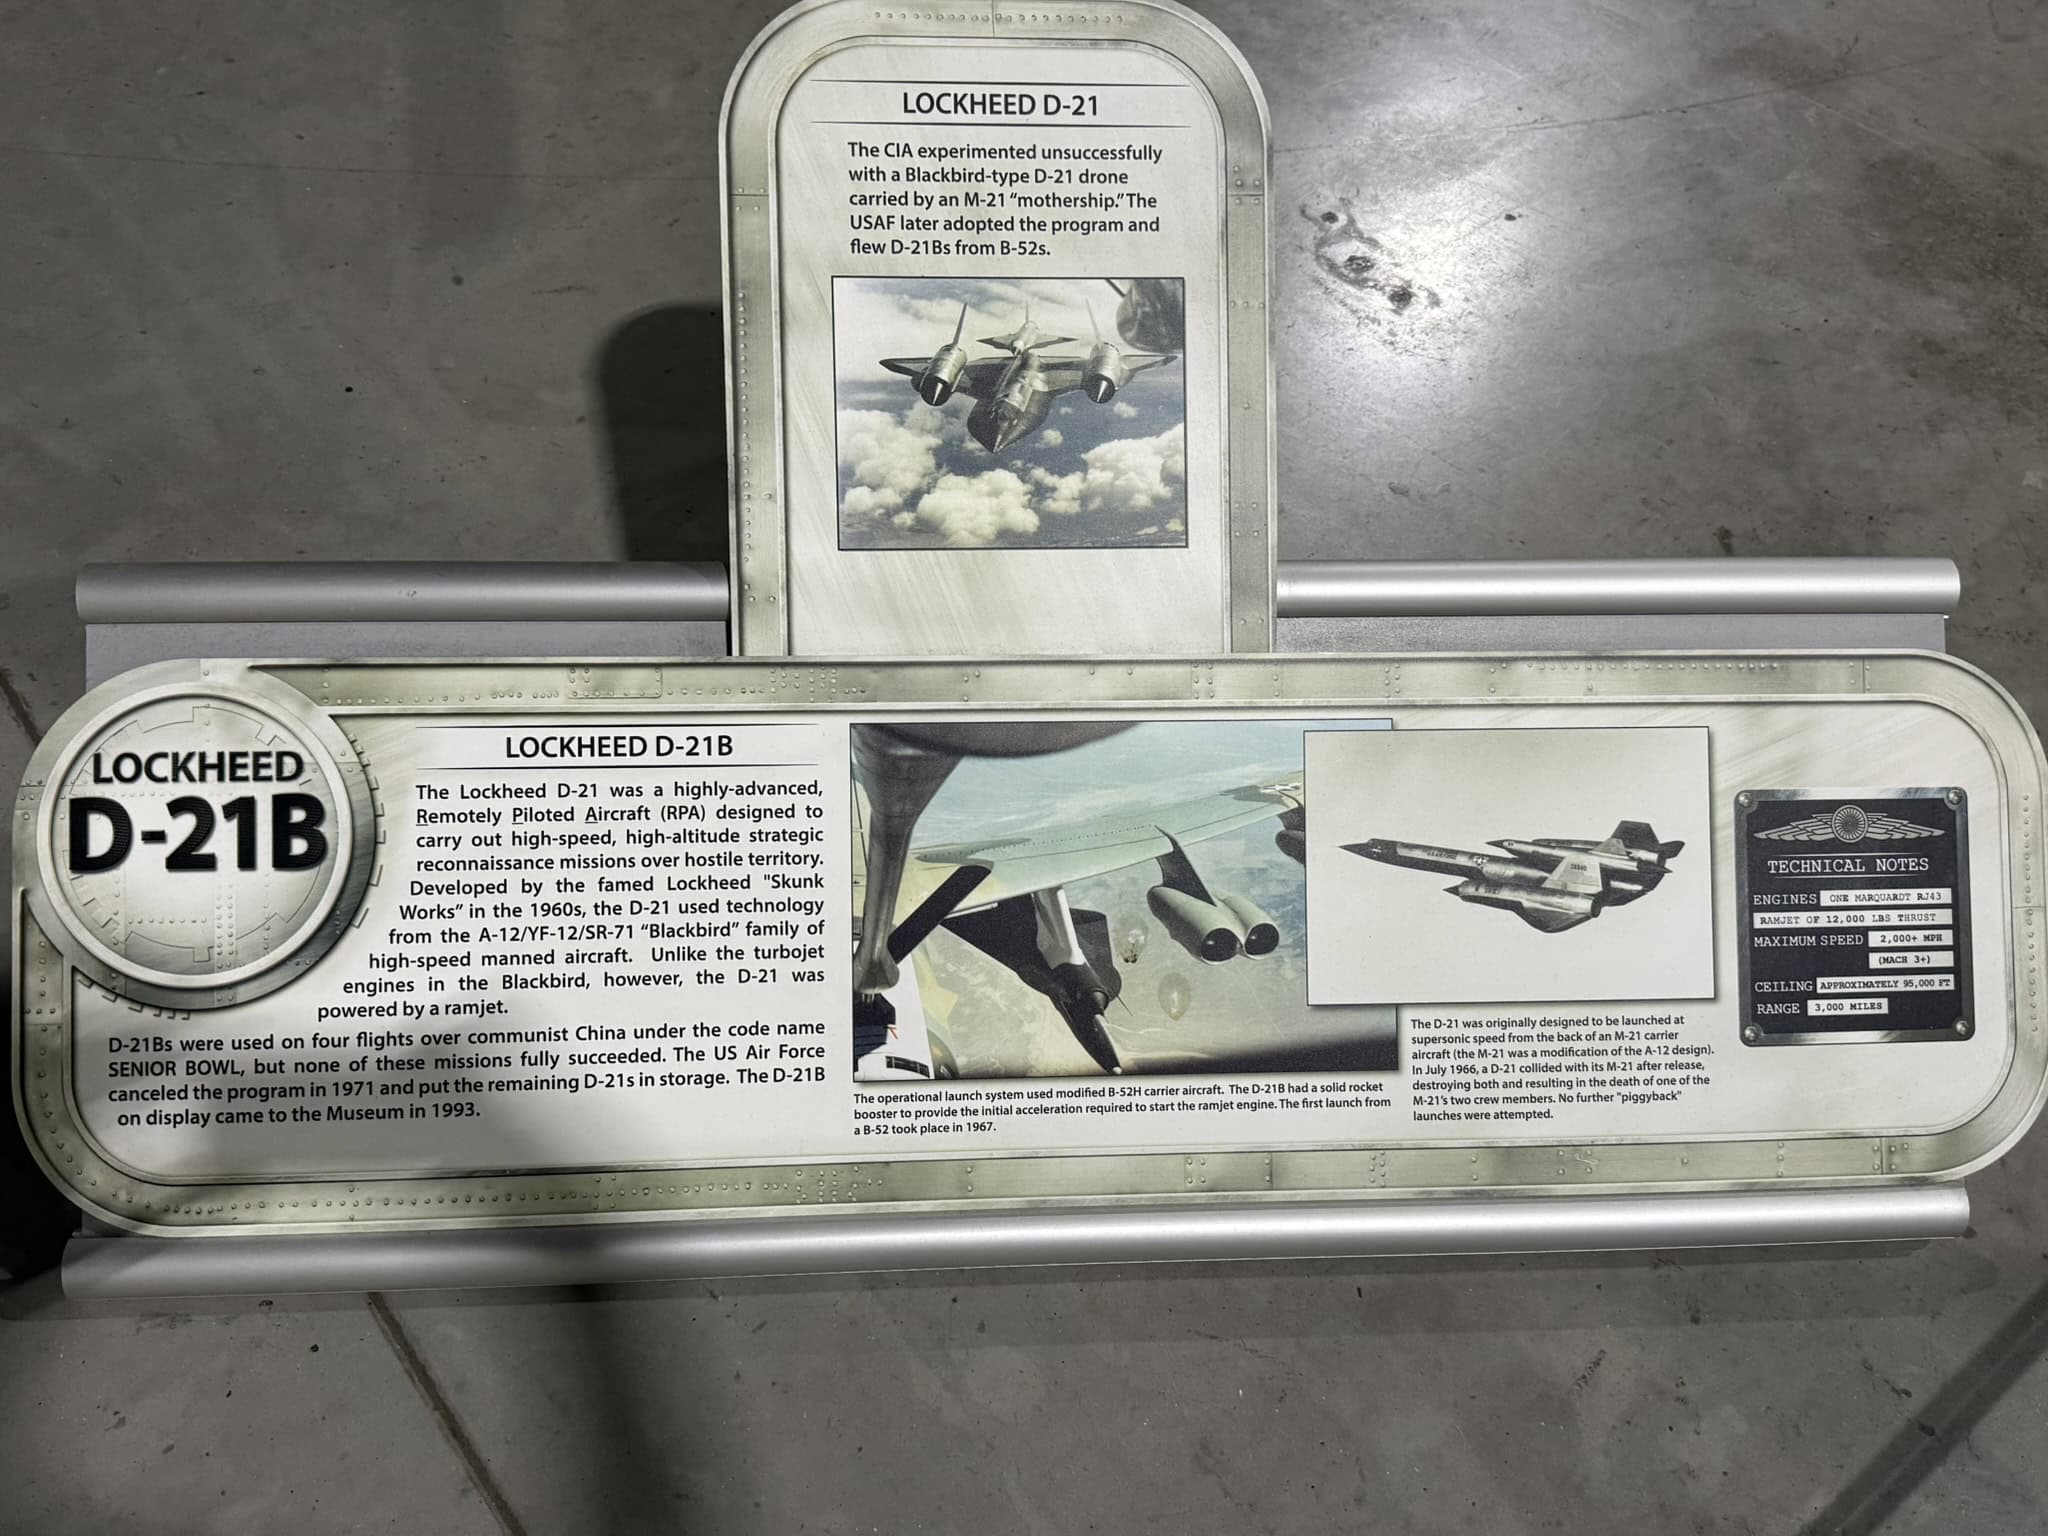 LOCKHEED D-21
The CIA experimented unsuccessfully
with a Blackbird-type D-21 drone
carried by an M-21 “mothership.” The
USAF later adopted the program and
flew D-21Bs from B-52s.
LOCKHEED
D-21B
LOCKHEED D-21B
The Lockheed D-21 was a highly-advanced,
Remotely Piloted Aircraft (RPA) designed to
carry out high-speed, high-altitude strategic
reconnaissance missions over hostile territory.
Developed by the famed Lockheed "Skunk
Works” in the 1960s, the D-21 used technology
from the A-12/YF-12/SR-71 “Blackbird” family of
high-speed manned aircraft. Unlike the turbojet
engines in the Blackbird, however, the D-21 was
powered by a ramjet.
D-21Bs were used on four flights over communist China under the code name
SENIOR BOWL, but none of these missions fully succeeded. The US Air Force
canceled the program in 1971 and put the remaining D-21s in storage. The D-21B
on display came to the Museum in 1993.
The operational launch system used modified B-52H carrier aircraft. The D-21B had a solid rocket
booster to provide the initial acceleration required to start the ramjet engine. The first launch from
a B-52 took place in 1967.
The D-21 was originally designed to be launched at
supersonic speed from the back of an M-21 carrier
aircraft (the M-21 was a modification of the A-12 design).
In July 1966, a D-21 collided with its M-21 after release,
destroying both and resulting in the death of one of the
M-21's two crew members. No further "piggyback"
launches were attempted.
TECHNICAL NOTES
ENGINES ONE MARQUARDT RJ43
RAMJET OF 12,000 LBS THRUST
MAXIMUM SPEED 2,000+ MPH
(MACH 3+)
CEILING APPROXIMATELY 95,000 FT
RANGE 3,000 MILES